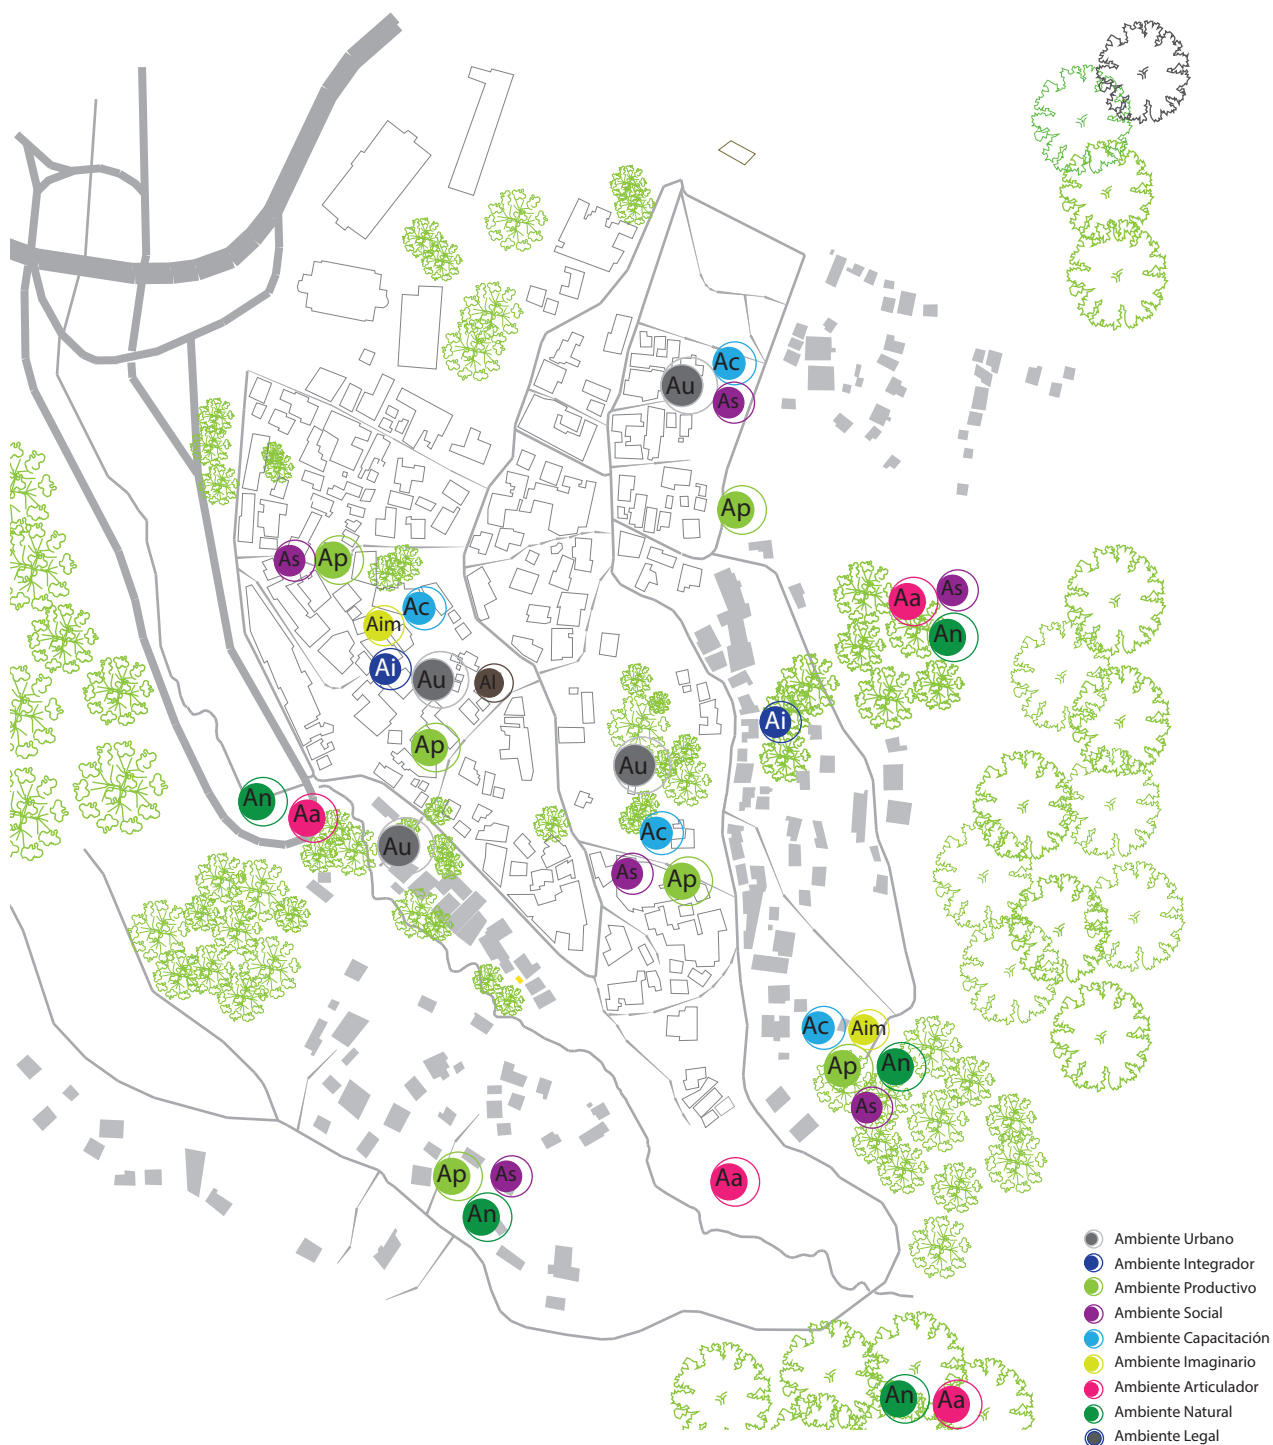 Ac
Au
As
Ap
As
Ap
Aa
As
Ac
Aim
An
Ai
Au
Al
Ai
Ap
Au
An
Aa
Ac
Au
As
Ap
Ac
Aim
Ap
An
As
Ap
As
Aa
An
An
Aa
Ambiente Urbano
Ambiente Integrador
Ambiente Productivo
Ambiente Social
Ambiente Capacitación
Ambiente Imaginario
Ambiente Articulador
Ambiente Natural
Ambiente Legal